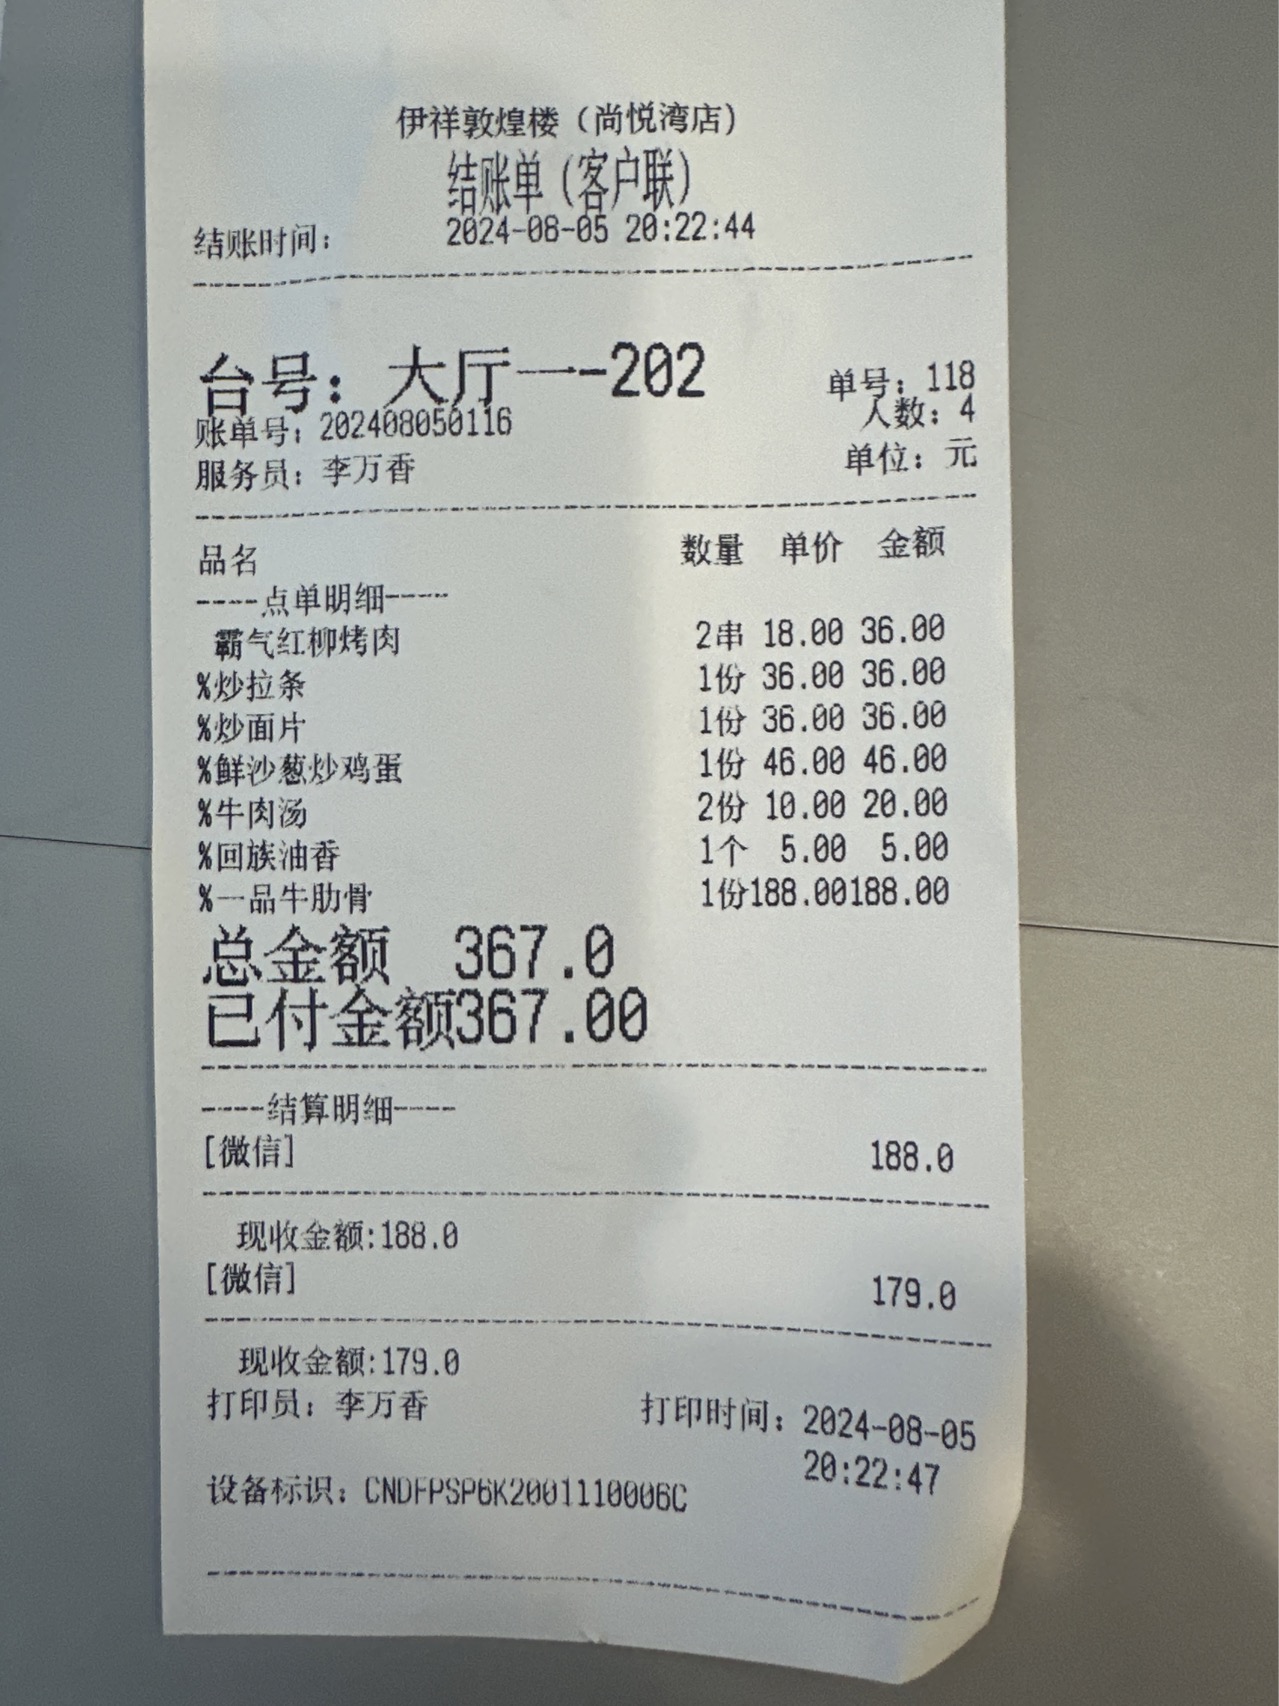 伊祥敦煌楼（尚悦湾店）
结账单（客户联）
结账时间： 2024-08-05 20:22:44
台号：大厅一-202 单号：118
账单号：202408050116 人数：4
服务员：李万香 单位：元
品名 数量 单价 金额
----点单明细----
霸气红柳烤肉 2串 18.00 36.00
%炒拉条 1份 36.00 36.00
%炒面片 1份 36.00 36.00
%鲜沙葱炒鸡蛋 1份 46.00 46.00
%牛肉汤 2份 10.00 20.00
%回族油香 1个 5.00 5.00
%一品牛肋骨 1份188.00188.00
总金额 367.0
已付金额367.00
----结算明细----
[微信] 188.0
现收金额:188.0
[微信] 179.0
现收金额:179.0
打印员：李万香 打印时间：2024-08-05
20:22:47
设备标识：CNDFPSP6K2001110006C